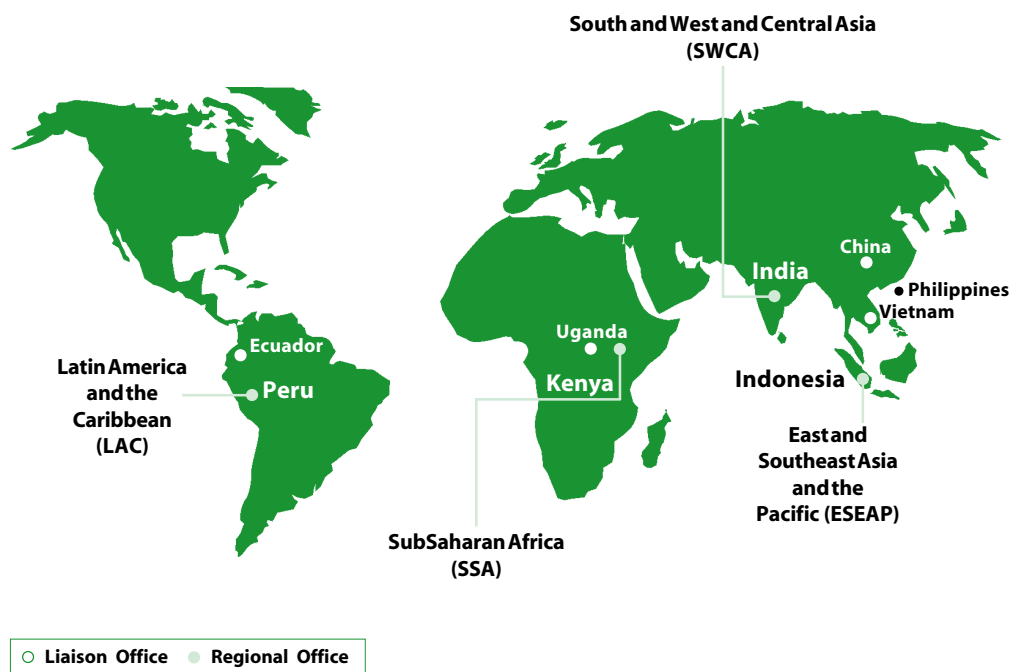 South and West and Central Asia
(SWCA)
China
India
Philippines
Vietnam
Uganda
Ecuador
Kenya
Indonesia
Peru
Latin America
and the
Caribbean
(LAC)
East and
Southeast Asia
and the
Pacific (ESEAP)
SubSaharan Africa
(SSA)
Liaison Office
Regional Office